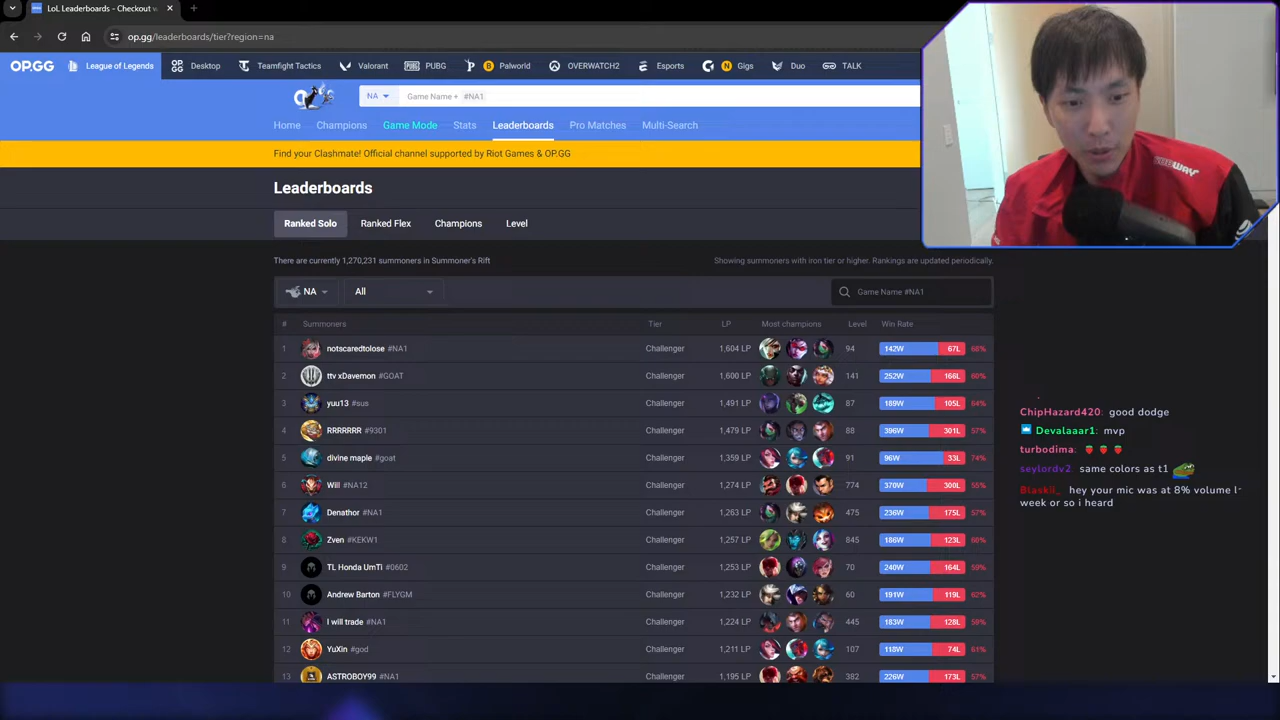 LoL Leaderboards - Checkout
op.gg/leaderboards/tier?region=na
OP.GG League of Legends Desktop Teamfight Tactics Valorant PUBG Palworld OVERWATCH2 Esports Gigs Duo TALK
NA Game Name + #NA1
Home Champions Game Mode Stats Leaderboards Pro Matches Multi-Search
Find your Clashmate! Official channel supported by Riot Games & OP.GG
Leaderboards
Ranked Solo Ranked Flex Champions Level
There are currently 1,270,231 summoners in Summoner's Rift Showing summoners with iron tier or higher. Rankings are updated periodically.
NA All Game Name #NA1
# Summoners Tier LP Most champions Level Win Rate
1 notscaredtolose #NA1 Challenger 1,604 LP 94 142W 67L 68%
2 ttv xDavemon #GOAT Challenger 1,600 LP 141 252W 166L 60%
3 yuu13 #sus Challenger 1,491 LP 87 189W 105L 64%
4 RRRRRRR #9301 Challenger 1,479 LP 88 396W 301L 57%
5 divine maple #goat Challenger 1,359 LP 91 96W 33L 74%
6 Will #NA12 Challenger 1,274 LP 774 370W 300L 55%
7 Denathor #NA1 Challenger 1,263 LP 475 236W 175L 57%
8 Zven #KEKW1 Challenger 1,257 LP 845 186W 123L 60%
9 TL Honda UmTi #0602 Challenger 1,253 LP 70 240W 164L 59%
10 Andrew Barton #FLYGM Challenger 1,232 LP 60 191W 119L 62%
11 I will trade #NA1 Challenger 1,224 LP 445 183W 128L 59%
12 YuXin #god Challenger 1,211 LP 107 118W 74L 61%
13 ASTROBOY99 #NA1 Challenger 1,195 LP 382 226W 173L 57%
ChipHazard420: good dodge
Devalaaar1: mvp
turbodima:
seylordv2: same colors as t1
Blaskii_ hey your mic was at 8% volume l
week or so i heard